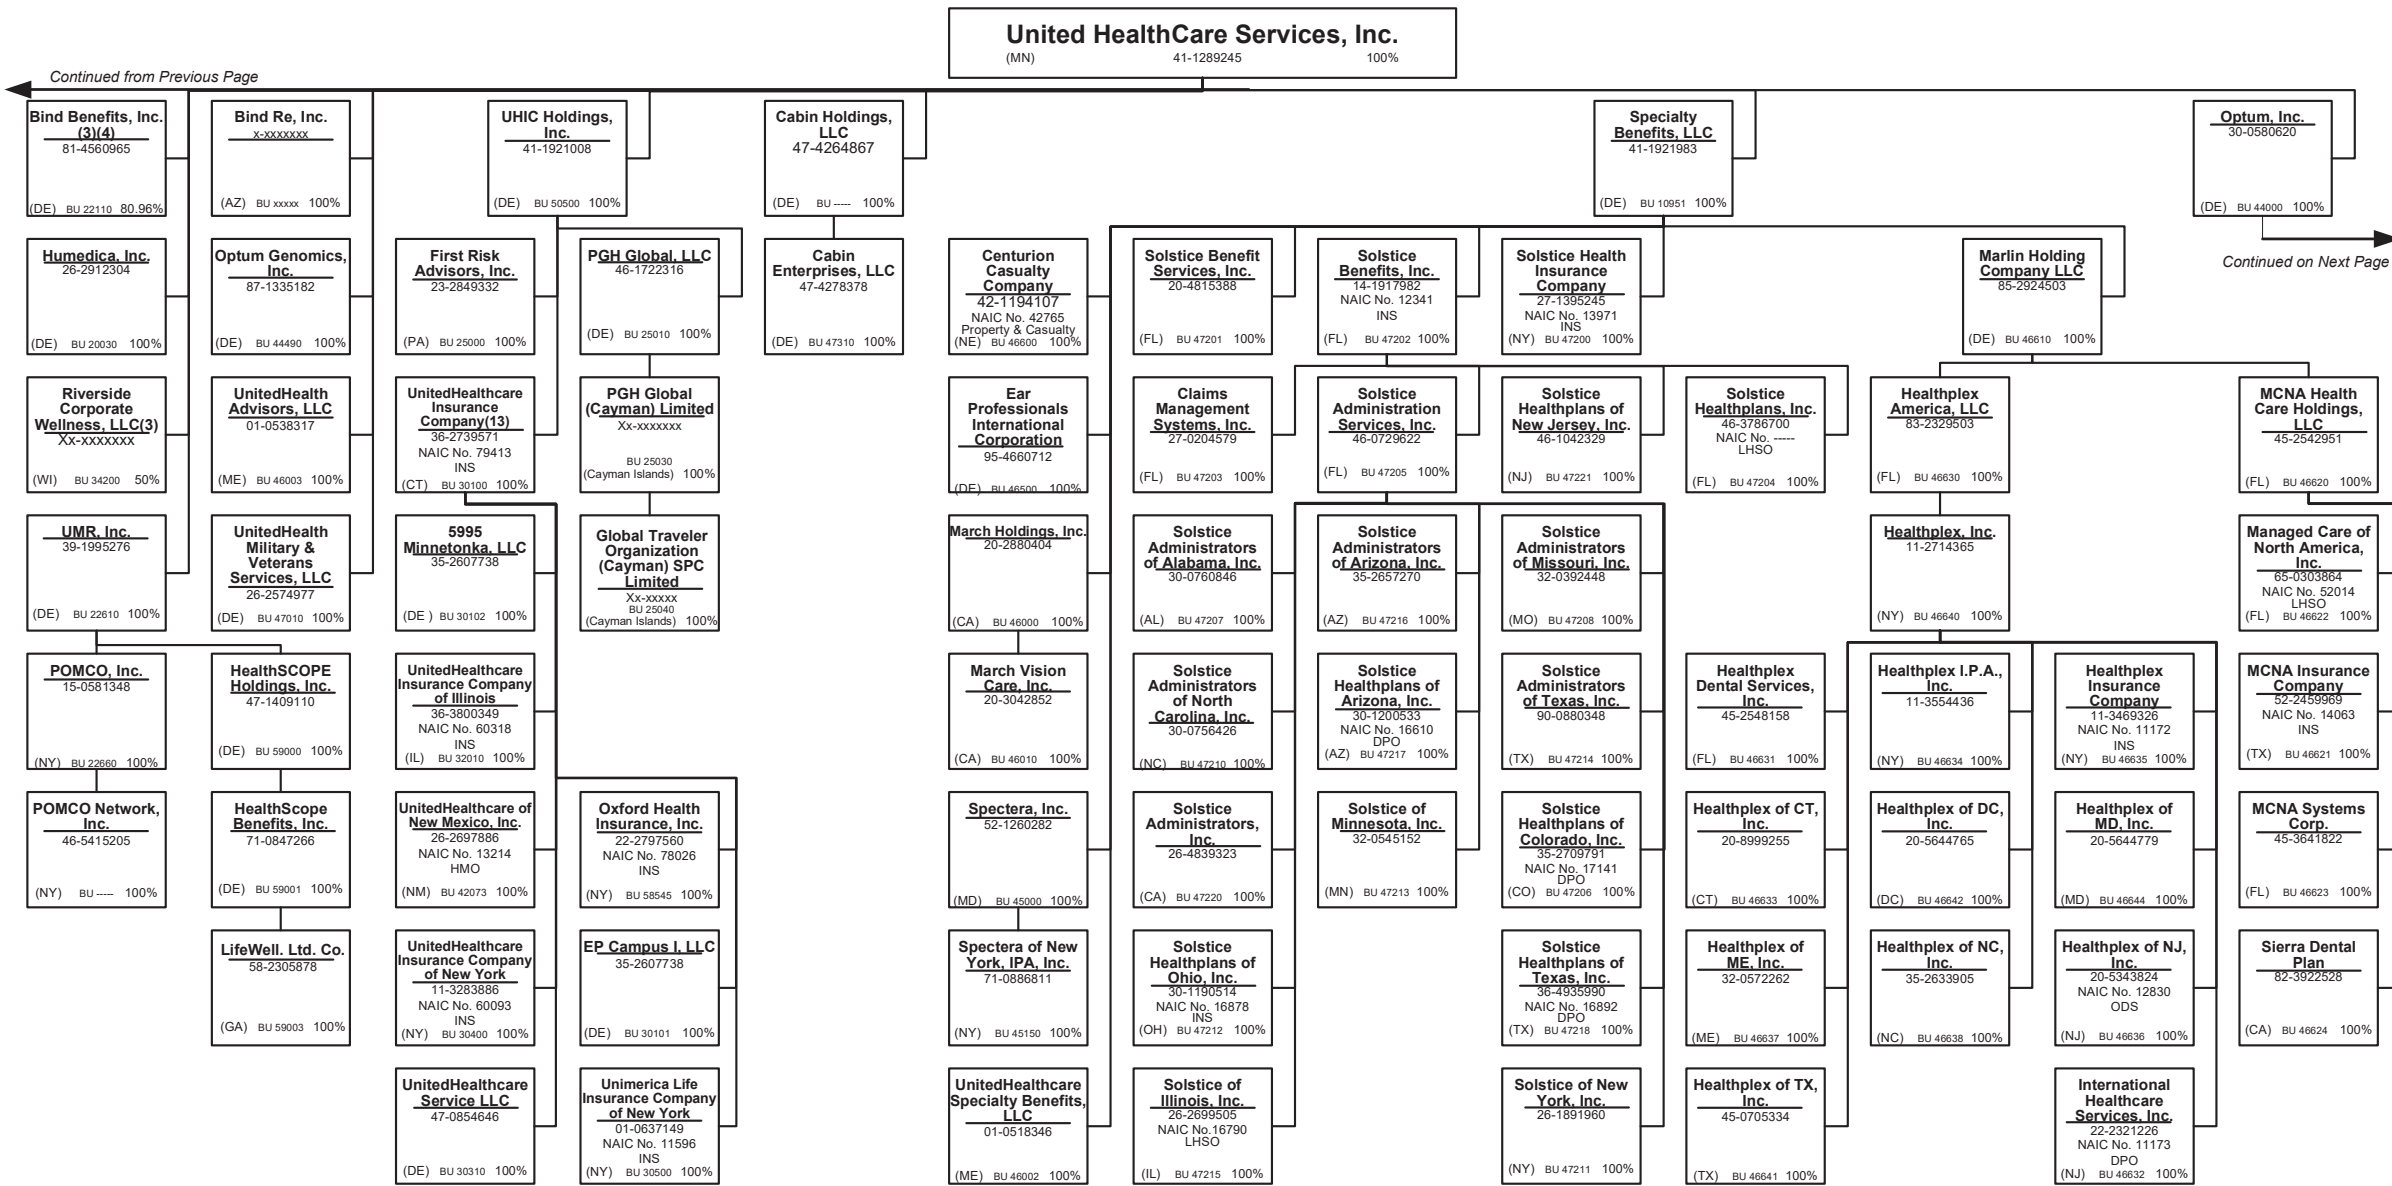 United HealthCare Services, Inc.
(MN) 41-1289245 100%
Continued from Previous Page
Bind Benefits, Inc.
(3)(4)
81-4560965
(DE) BU 22110 80.96%
Bind Re, Inc.
x-xxxxxxx
(AZ) BU xxxxx 100%
UHIC Holdings,
Inc.
41-1921008
(DE) BU 50500 100%
Cabin Holdings,
LLC
47-4264867
(DE) BU ----- 100%
Specialty
Benefits, LLC
41-1921983
(DE) BU 10951 100%
Optum, Inc.
30-0580620
(DE) BU 44000 100%
Continued on Next Page
Humedica, Inc.
26-2912304
(DE) BU 20030 100%
Optum Genomics,
Inc.
87-1335182
(DE) BU 44490 100%
First Risk
Advisors, Inc.
23-2849332
(PA) BU 25000 100%
PGH Global, LLC
46-1722316
(DE) BU 25010 100%
Cabin
Enterprises, LLC
47-4278378
(DE) BU 47310 100%
Centurion
Casualty
Company
42-1194107
NAIC No. 42765
Property & Casualty
(NE) BU 46600 100%
Solstice Benefit
Services, Inc.
20-4815388
(FL) BU 47201 100%
Solstice
Benefits, Inc.
14-1917982
NAIC No. 12341
INS
(FL) BU 47202 100%
Solstice Health
Insurance
Company
27-1395245
NAIC No. 13971
INS
(NY) BU 47200 100%
Marlin Holding
Company LLC
85-2924503
(DE) BU 46610 100%
Riverside
Corporate
Wellness, LLC(3)
Xx-xxxxxxx
(WI) BU 34200 50%
UnitedHealth
Advisors, LLC
01-0538317
(ME) BU 46003 100%
UnitedHealthcare
Insurance
Company(13)
36-2739571
NAIC No. 79413
INS
(CT) BU 30100 100%
PGH Global
(Cayman) Limited
Xx-xxxxxxx
BU 25030
(Cayman Islands) 100%
Ear
Professionals
International
Corporation
95-4660712
(DE) BU 46500 100%
Claims
Management
Systems, Inc.
27-0204579
(FL) BU 47203 100%
Solstice
Administration
Services, Inc.
46-0729622
(FL) BU 47205 100%
Solstice
Healthplans of
New Jersey, Inc.
46-1042329
(NJ) BU 47221 100%
Solstice
Healthplans, Inc.
46-3786700
NAIC No. -----
LHSO
(FL) BU 47204 100%
Healthplex
America, LLC
83-2329503
(FL) BU 46630 100%
MCNA Health
Care Holdings,
LLC
45-2542951
(FL) BU 46620 100%
UMR, Inc.
39-1995276
(DE) BU 22610 100%
UnitedHealth
Military &
Veterans
Services, LLC
26-2574977
(DE) BU 47010 100%
5995
Minnetonka, LLC
35-2607738
(DE ) BU 30102 100%
Global Traveler
Organization
(Cayman) SPC
Limited
Xx-xxxxx
BU 25040
(Cayman Islands) 100%
March Holdings, Inc.
20-2880404
(CA) BU 46000 100%
Solstice
Administrators
of Alabama, Inc.
30-0760846
(AL) BU 47207 100%
Solstice
Administrators
of Arizona, Inc.
35-2657270
(AZ) BU 47216 100%
Solstice
Administrators
of Missouri, Inc.
32-0392448
(MO) BU 47208 100%
Healthplex, Inc.
11-2714365
(NY) BU 46640 100%
Managed Care of
North America,
Inc.
65-0303864
NAIC No. 52014
LHSO
(FL) BU 46622 100%
POMCO, Inc.
15-0581348
(NY) BU 22660 100%
HealthSCOPE
Holdings, Inc.
47-1409110
(DE) BU 59000 100%
UnitedHealthcare
Insurance Company
of Illinois
36-3800349
NAIC No. 60318
INS
(IL) BU 32010 100%
March Vision
Care, Inc.
20-3042852
(CA) BU 46010 100%
Solstice
Administrators
of North
Carolina, Inc.
30-0756426
(NC) BU 47210 100%
Solstice
Healthplans of
Arizona, Inc.
30-1200533
NAIC No. 16610
DPO
(AZ) BU 47217 100%
Solstice
Administrators
of Texas, Inc.
90-0880348
(TX) BU 47214 100%
Healthplex
Dental Services,
Inc.
45-2548158
(FL) BU 46631 100%
Healthplex I.P.A.,
Inc.
11-3554436
(NY) BU 46634 100%
Healthplex
Insurance
Company
11-3469326
NAIC No. 11172
INS
(NY) BU 46635 100%
MCNA Insurance
Company
52-2459969
NAIC No. 14063
INS
(TX) BU 46621 100%
POMCO Network,
Inc.
46-5415205
(NY) BU ----- 100%
HealthScope
Benefits, Inc.
71-0847266
(DE) BU 59001 100%
UnitedHealthcare of
New Mexico, Inc.
26-2697886
NAIC No. 13214
HMO
(NM) BU 42073 100%
Oxford Health
Insurance, Inc.
22-2797560
NAIC No. 78026
INS
(NY) BU 58545 100%
Spectera, Inc.
52-1260282
(MD) BU 45000 100%
Solstice
Administrators,
Inc.
26-4839323
(CA) BU 47220 100%
Solstice of
Minnesota, Inc.
32-0545152
(MN) BU 47213 100%
Solstice
Healthplans of
Colorado, Inc.
35-2709791
NAIC No. 17141
DPO
(CO) BU 47206 100%
Healthplex of CT,
Inc.
20-8999255
(CT) BU 46633 100%
Healthplex of DC,
Inc.
20-5644765
(DC) BU 46642 100%
Healthplex of
MD, Inc.
20-5644779
(MD) BU 46644 100%
MCNA Systems
Corp.
45-3641822
(FL) BU 46623 100%
LifeWell. Ltd. Co.
58-2305878
(GA) BU 59003 100%
UnitedHealthcare
Insurance Company
of New York
11-3283886
NAIC No. 60093
INS
(NY) BU 30400 100%
EP Campus I, LLC
35-2607738
(DE) BU 30101 100%
Spectera of New
York, IPA, Inc.
71-0886811
(NY) BU 45150 100%
Solstice
Healthplans of
Ohio, Inc.
30-1190514
NAIC No. 16878
INS
(OH) BU 47212 100%
Solstice
Healthplans of
Texas, Inc.
36-4935990
NAIC No. 16892
DPO
(TX) BU 47218 100%
Healthplex of
ME, Inc.
32-0572262
(ME) BU 46637 100%
Healthplex of NC,
Inc.
35-2633905
(NC) BU 46638 100%
Healthplex of NJ,
Inc.
20-5343824
NAIC No. 12830
ODS
(NJ) BU 46636 100%
Sierra Dental
Plan
82-3922528
(CA) BU 46624 100%
UnitedHealthcare
Service LLC
47-0854646
(DE) BU 30310 100%
Unimerica Life
Insurance Company
of New York
01-0637149
NAIC No. 11596
INS
(NY) BU 30500 100%
UnitedHealthcare
Specialty Benefits,
LLC
01-0518346
(ME) BU 46002 100%
Solstice of
Illinois, Inc.
26-2699505
NAIC No.16790
LHSO
(IL) BU 47215 100%
Solstice of New
York, Inc.
26-1891960
(NY) BU 47211 100%
Healthplex of TX,
Inc.
45-0705334
(TX) BU 46641 100%
International
Healthcare
Services, Inc.
22-2321226
NAIC No. 11173
DPO
(NJ) BU 46632 100%